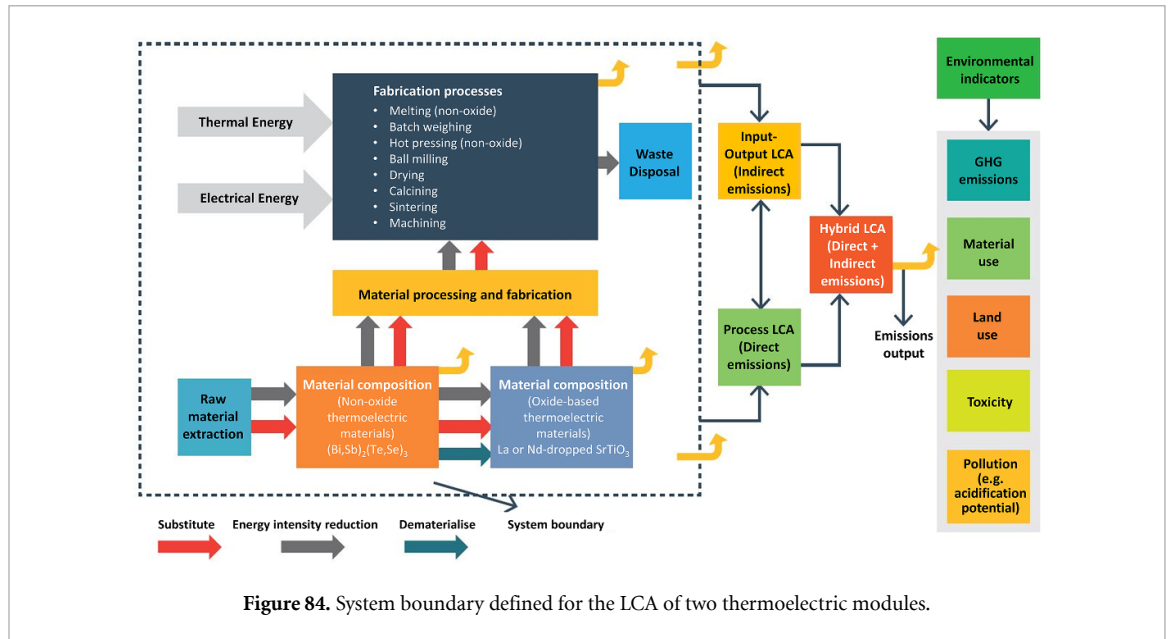 Thermal Energy
Electrical Energy
Fabrication processes
• Melting (non-oxide)
• Batch weighing
• Hot pressing (non-oxide)
• Ball milling
• Drying
• Calcining
• Sintering
• Machining
Waste
Disposal
Material processing and fabrication
Raw
material
extraction
Material composition
(Non-oxide
thermoelectric
materials)
(Bi,Sb)₂(Te,Se)₃
Material composition
(Oxide-based
thermoelectric
materials)
La or Nd-dropped SrTiO₃
Substitute
Energy intensity reduction
Dematerialise
System boundary
Input-
Output LCA
(Indirect
emissions)
Process LCA
(Direct
emissions)
Hybrid LCA
(Direct +
Indirect
emissions)
Emissions
output
Environmental
indicators
GHG
emissions
Material
use
Land
use
Toxicity
Pollution
(e.g.
acidification
potential)
Figure 84. System boundary defined for the LCA of two thermoelectric modules.